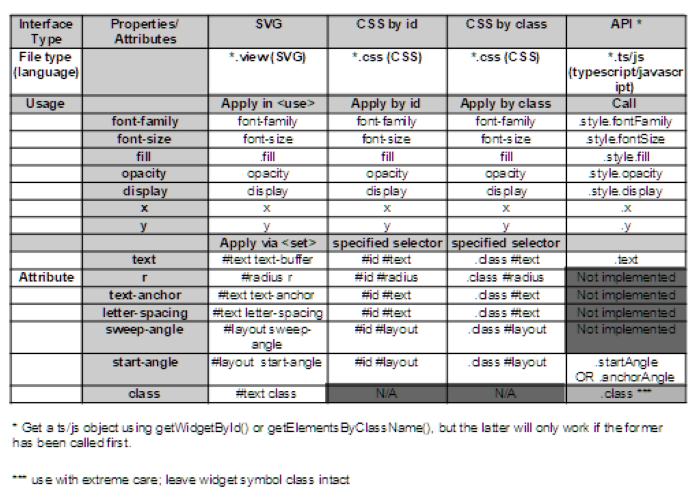 Interface Type | Properties/ Attributes | SVG | CSS by id | CSS by class | API *
File type (language) | | *.view (SVG) | *.css (CSS) | *.css (CSS) | *.ts/js (typescript/javascript)
Usage | | Apply in <use> | Apply by id | Apply by class | Call
font-family | font-family | font-family | font-family | .style.fontFamily
font-size | font-size | font-size | font-size | .style.fontSize
fill | .fill | fill | fill | .style.fill
opacity | opacity | opacity | opacity | .style.opacity
display | display | display | display | .style.display
x | x | x | x | .x
y | y | y | y | .y
Apply via <set> | specified selector | specified selector
text | #text text-buffer | #id #text | .class #text | .text
Attribute | r | #radius r | #id #radius | .class #radius | Not implemented
text-anchor | #text text-anchor | #id #text | .class #text | Not implemented
letter-spacing | #text letter-spacing | #id #text | .class #text | Not implemented
sweep-angle | #layout sweep-angle | #id #layout | .class #layout | Not implemented
start-angle | #layout start-angle | #id #layout | .class #layout | .startAngle OR .anchorAngle
class | #text class | N/A | N/A | .class ***
* Get a ts/js object using getWidgetById() or getElementsByClassName(), but the latter will only work if the former
has been called first.
*** use with extreme care; leave widget symbol class intact